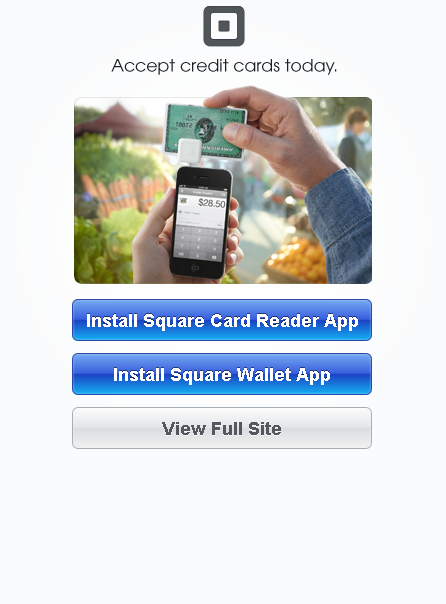 Accept credit cards today.
$28.50
Install Square Card Reader App
Install Square Wallet App
View Full Site